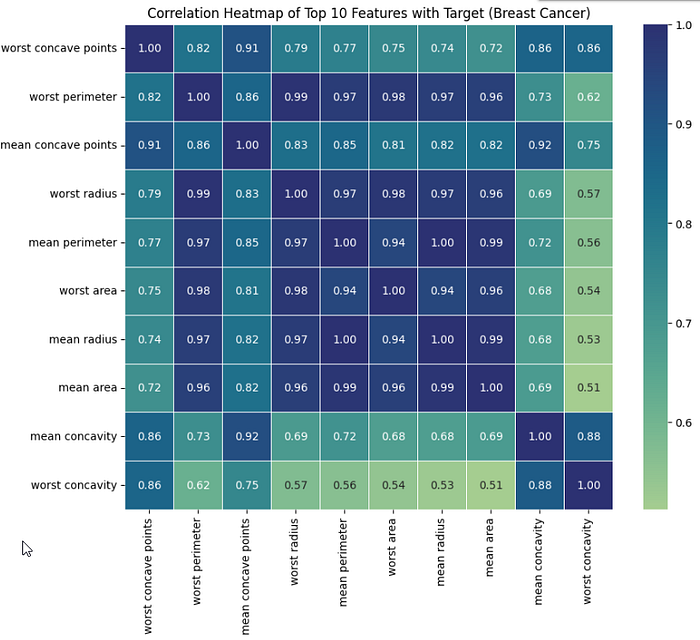 Correlation Heatmap of Top 10 Features with Target (Breast Cancer)
worst concave points 1.00 0.82 0.91 0.79 0.77 0.75 0.74 0.72 0.86 0.86
worst perimeter 0.82 1.00 0.86 0.99 0.97 0.98 0.97 0.96 0.73 0.62
mean concave points 0.91 0.86 1.00 0.83 0.85 0.81 0.82 0.82 0.92 0.75
worst radius 0.79 0.99 0.83 1.00 0.97 0.98 0.97 0.96 0.69 0.57
mean perimeter 0.77 0.97 0.85 0.97 1.00 0.94 1.00 0.99 0.72 0.56
worst area 0.75 0.98 0.81 0.98 0.94 1.00 0.94 0.96 0.68 0.54
mean radius 0.74 0.97 0.82 0.97 1.00 0.94 1.00 0.99 0.68 0.53
mean area 0.72 0.96 0.82 0.96 0.99 0.96 0.99 1.00 0.69 0.51
mean concavity 0.86 0.73 0.92 0.69 0.72 0.68 0.68 0.69 1.00 0.88
worst concavity 0.86 0.62 0.75 0.57 0.56 0.54 0.53 0.51 0.88 1.00
worst concave points
worst perimeter
mean concave points
worst radius
mean perimeter
worst area
mean radius
mean area
mean concavity
worst concavity
1.0
0.9
0.8
0.7
0.6